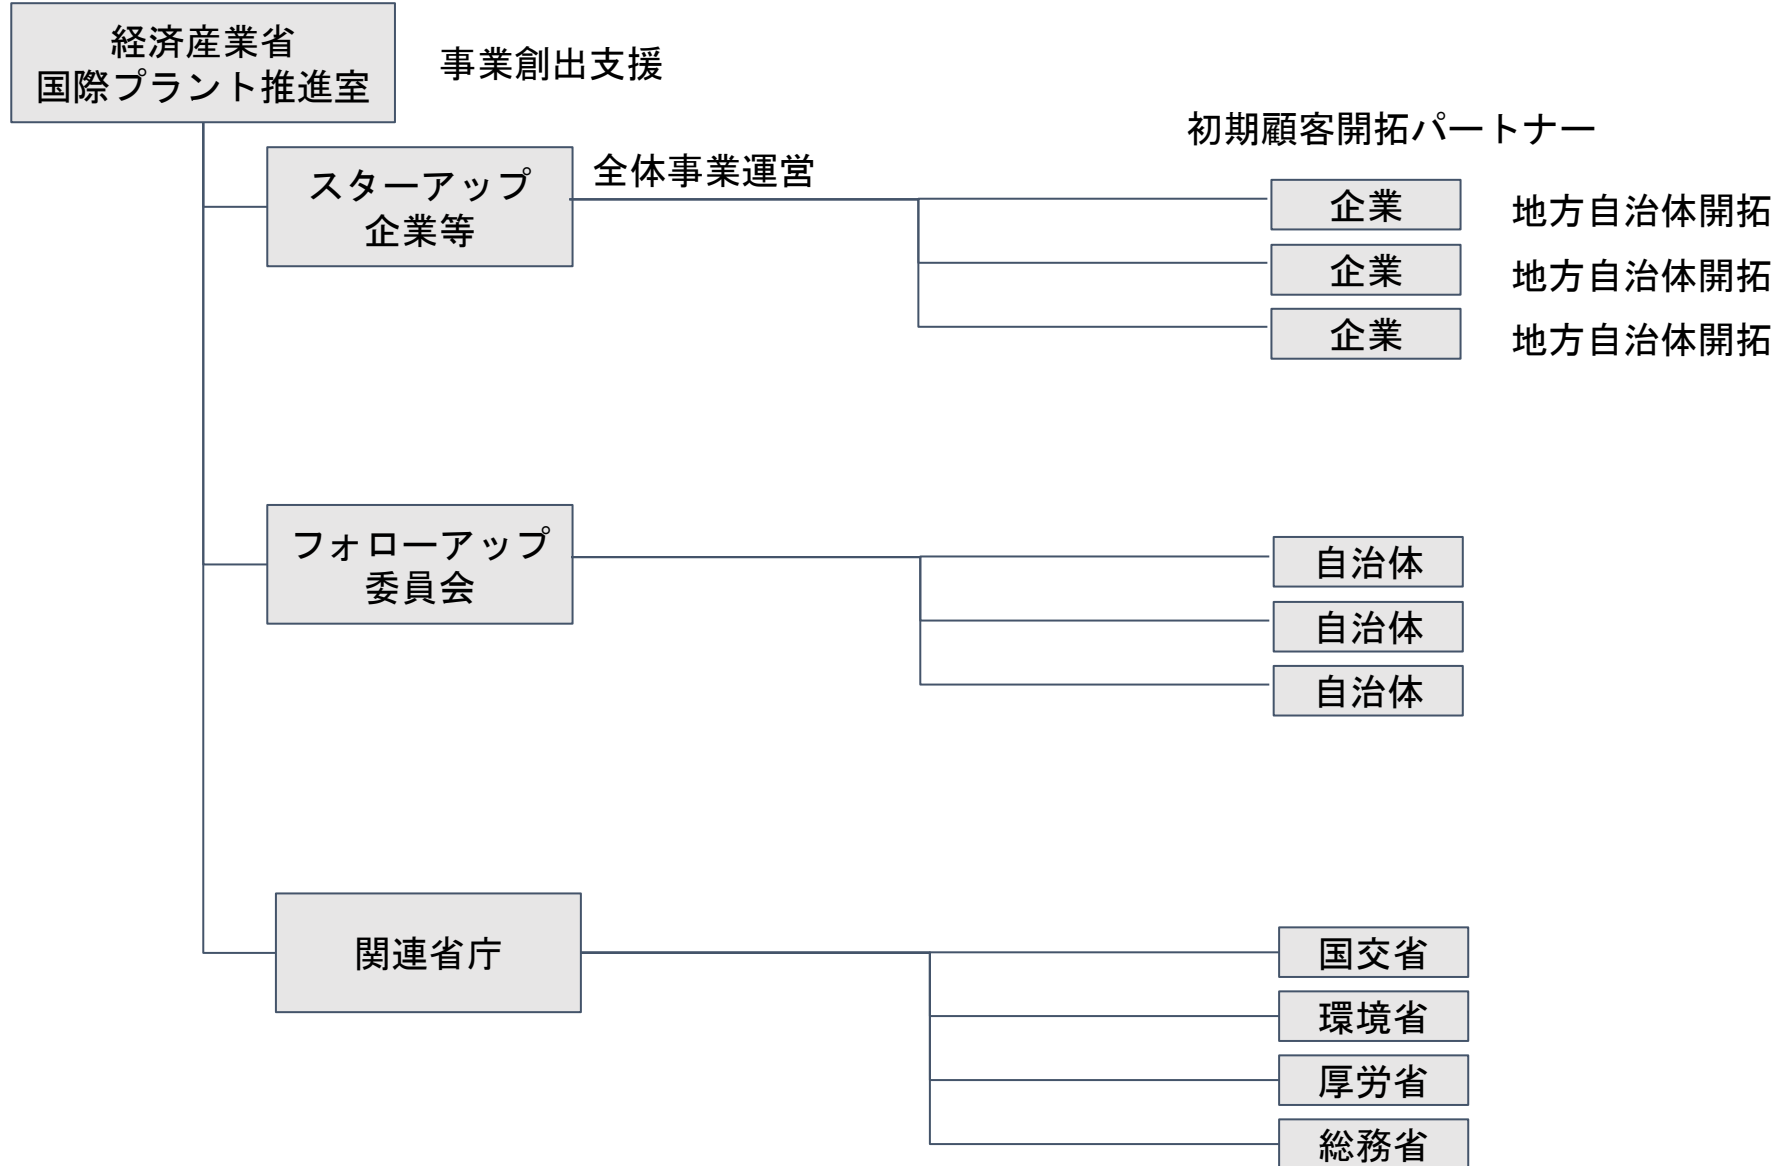 経済産業省
国際プラント推進室
事業創出支援
初期顧客開拓パートナー
スターアップ
企業等
全体事業運営
企業
地方自治体開拓
企業
地方自治体開拓
企業
地方自治体開拓
フォローアップ
委員会
自治体
自治体
自治体
関連省庁
国交省
環境省
厚労省
総務省